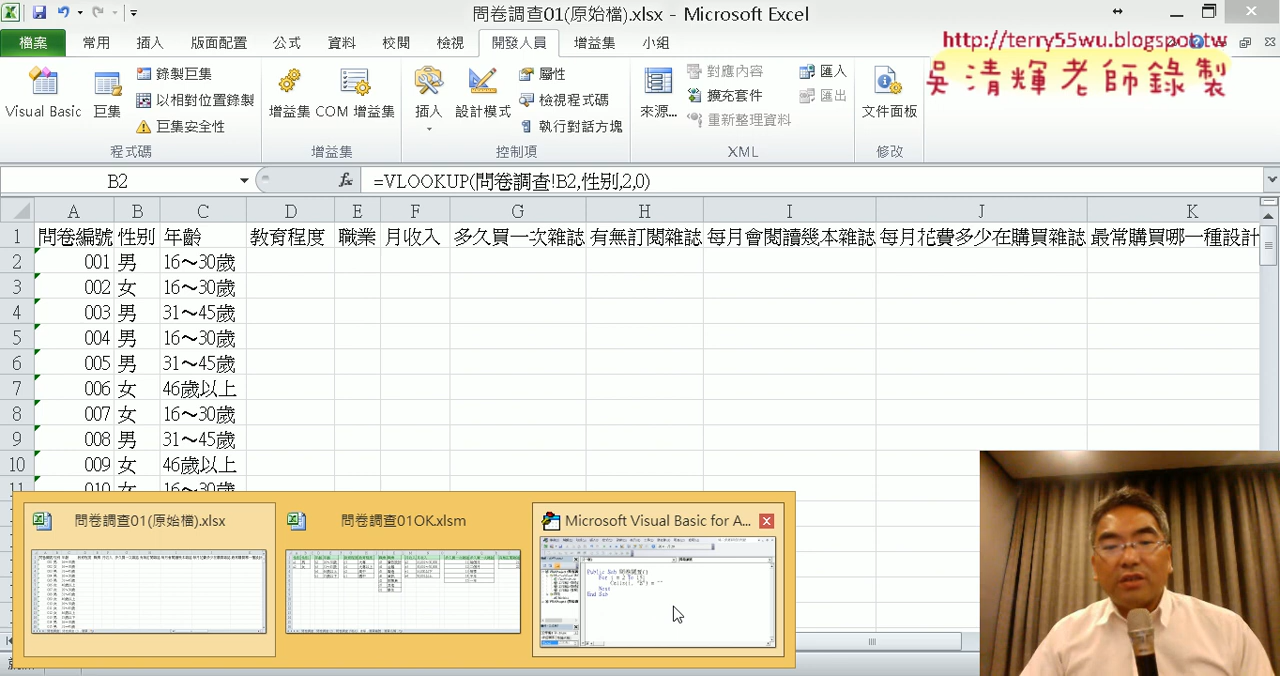 問卷調查01(原始檔).xlsx - Microsoft Excel
檔案 常用 插入 版面配置 公式 資料 校閱 檢視 開發人員 增益集 小組
http://terry55wu.blogspot.tw
吳清輝老師錄製
Visual Basic 巨集 錄製巨集 以相對位置錄製 巨集安全性 程式碼
增益集 COM 增益集 增益集
插入 設計模式 屬性 檢視程式碼 執行對話方塊 控制項
來源... 對應內容 擴充套件 重新整理資料 匯入 匯出 XML
文件面板 修改
B2 fx =VLOOKUP(問卷調查!B2,性別,2,0)
A B C D E F G H I J K
1 問卷編號 性別 年齡 教育程度 職業 月收入 多久買一次雜誌 有無訂閱雜誌 每月會閱讀幾本雜誌 每月花費多少在購買雜誌 最常購買哪一種設計
2 001 男 16～30歲
3 002 女 16～30歲
4 003 男 31～45歲
5 004 男 16～30歲
6 005 男 31～45歲
7 006 女 46歲以上
8 007 女 16～30歲
9 008 男 31～45歲
10 009 女 46歲以上
11 010 女 16～30歲
問卷調查01(原始檔).xlsx 問卷調查01OK.xlsm Microsoft Visual Basic for A...